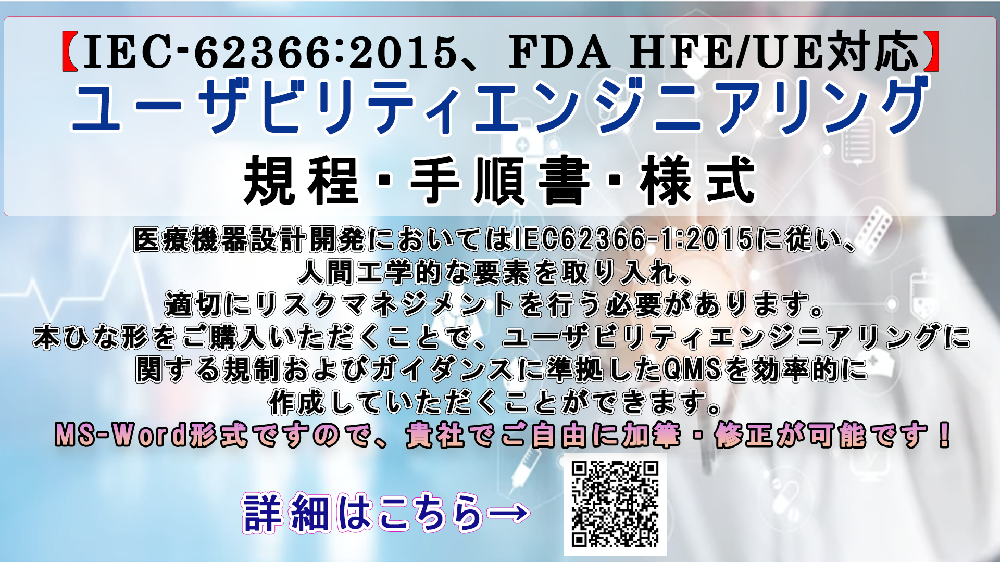 【IEC-62366:2015、FDA HFE/UE対応】
ユーザビリティエンジニアリング
規程・手順書・様式
医療機器設計開発においてはIEC62366-1:2015に従い、
人間工学的な要素を取り入れ、
適切にリスクマネジメントを行う必要があります。
本ひな形をご購入いただくことで、ユーザビリティエンジニアリングに
関する規制およびガイダンスに準拠したQMSを効率的に
作成していただくことができます。
MS-Word形式ですので、貴社でご自由に加筆・修正が可能です！
詳細はこちら→